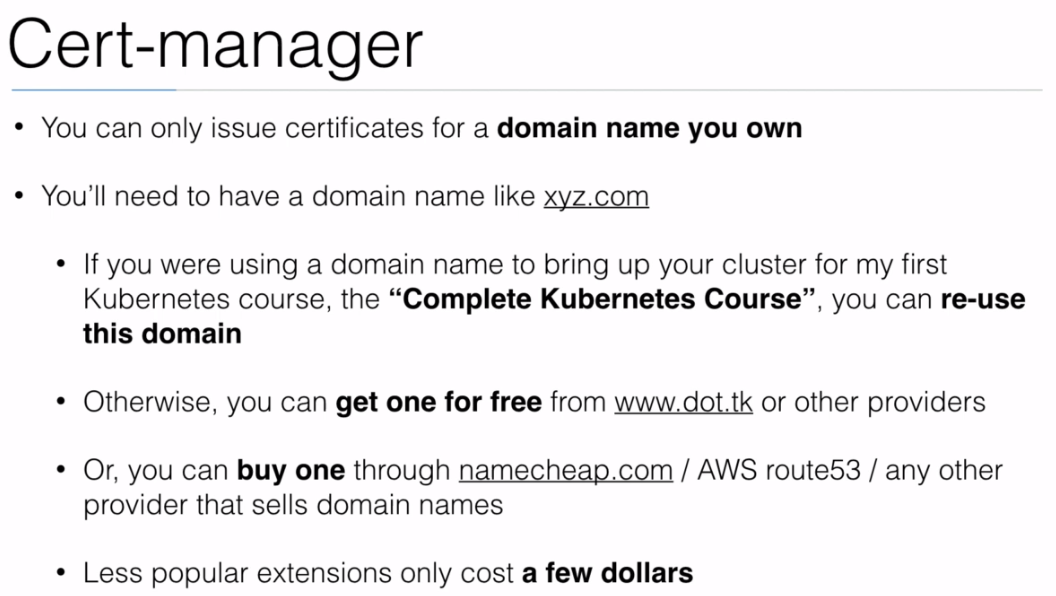 Cert-manager
• You can only issue certificates for a domain name you own
• You’ll need to have a domain name like xyz.com
• If you were using a domain name to bring up your cluster for my first
Kubernetes course, the “Complete Kubernetes Course”, you can re-use
this domain
• Otherwise, you can get one for free from www.dot.tk or other providers
• Or, you can buy one through namecheap.com / AWS route53 / any other
provider that sells domain names
• Less popular extensions only cost a few dollars